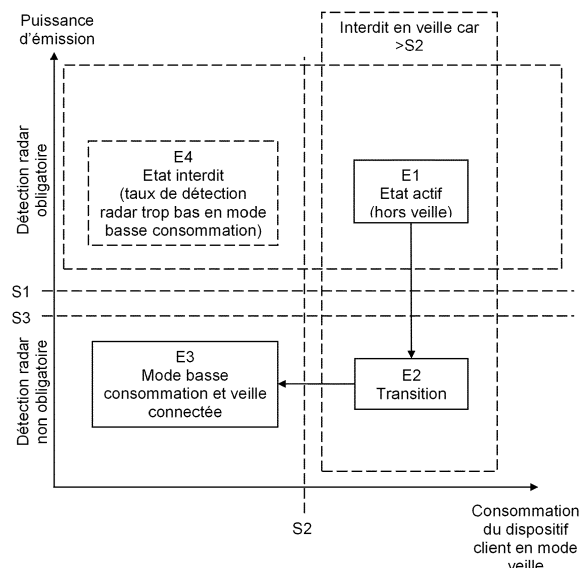 Puissance
d'émission
Interdit en veille car
>S2
Détection radar
obligatoire
E4
Etat interdit
(taux de détection
radar trop bas en mode
basse consommation)
E1
Etat actif
(hors veille)
S1
S3
Détection radar
non obligatoire
E3
Mode basse
consommation et veille
connectée
E2
Transition
S2
Consommation
du dispositif
client en mode
veille